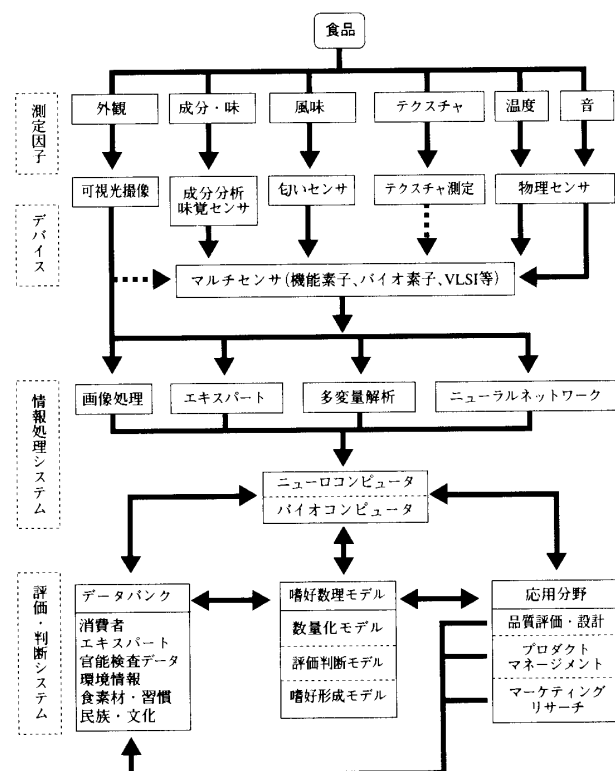 食品
測定因子
外観
成分・味
風味
テクスチャ
温度
音
デバイス
可視光撮像
成分分析
味覚センサ
匂いセンサ
テクスチャ測定
物理センサ
マルチセンサ(機能素子、バイオ素子、VLSI等)
情報処理システム
画像処理
エキスパート
多変量解析
ニューラルネットワーク
ニューロコンピュータ
バイオコンピュータ
評価・判断システム
データバンク
消費者
エキスパート
官能検査データ
環境情報
食素材・習慣
民族・文化
嗜好数理モデル
数量化モデル
評価判断モデル
嗜好形成モデル
応用分野
品質評価・設計
プロダクト
マネージメント
マーケティング
リサーチ